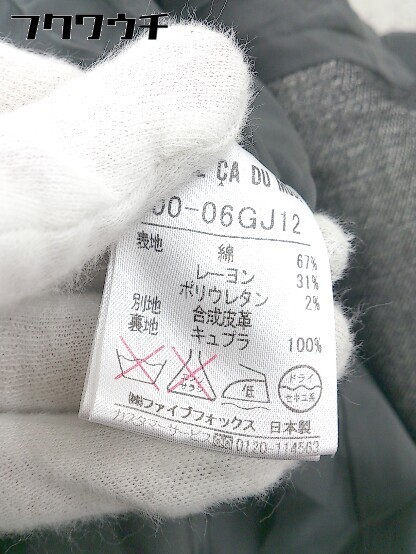 フクワウチ
ÇA DU
00-06GJ12
表地 綿 67%
レーヨン 31%
ポリウレタン 2%
別地 合成皮革
裏地 キュプラ 100%
低 ドライ セキユ系
㈱ファイブフォックス 日本製
カスタマーサービス 0120-114563